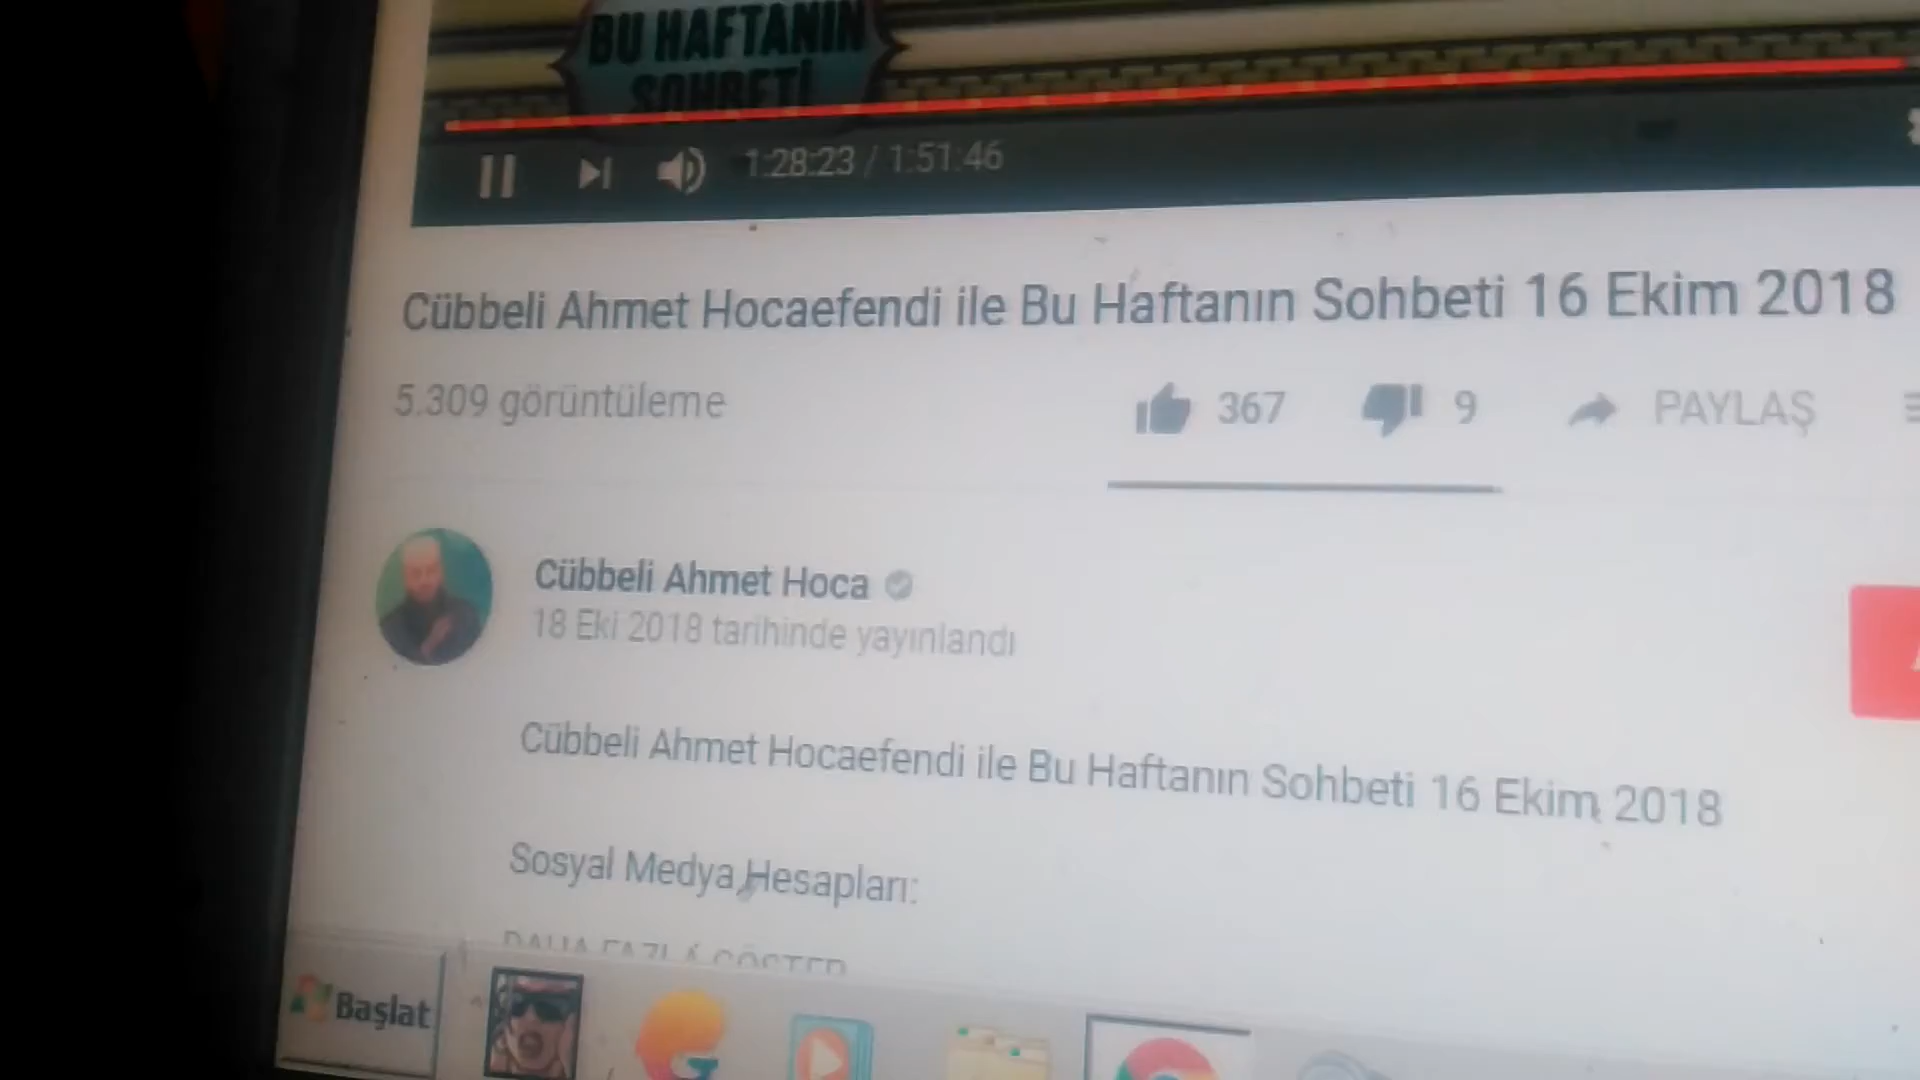 BU HAFTANIN
SOHBETİ
1:28:23 / 1:51:46
Cübbeli Ahmet Hocaefendi ile Bu Haftanın Sohbeti 16 Ekim 2018
5.309 görüntüleme
367
9
PAYLAŞ
Cübbeli Ahmet Hoca
18 Eki 2018 tarihinde yayınlandı
Cübbeli Ahmet Hocaefendi ile Bu Haftanın Sohbeti 16 Ekim 2018
Sosyal Medya Hesapları:
DAHA FAZLA GÖSTER
Başlat